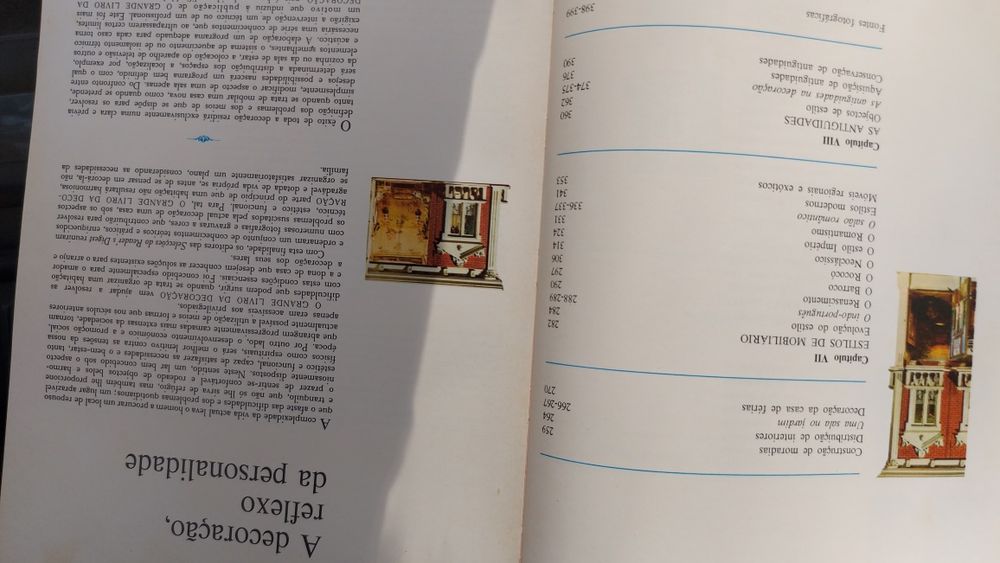 Construção de moradias 259
Distribuição de interiores 264
Uma sala no jardim 266-267
Decoração da casa de férias 270
Capítulo VII
ESTILOS DE MOBILIÁRIO 282
Evolução do estilo 284
O indo-português 288-289
O Renascimento 290
O Barroco 297
O Rococó 306
O Neoclássico 314
O estilo Império 324
O Romantismo 331
O salão romântico 336-337
Estilos modernos 341
Móveis regionais e exóticos 353
Capítulo VIII
AS ANTIGUIDADES 360
Objectos de estilo 362
As antiguidades na decoração 374-375
Aquisição de antiguidades 376
Conservação de antiguidades 390
Fontes fotográficas 398-399
A decoração,
reflexo
da personalidade
A complexidade da vida actual leva o homem a procurar um local de repouso
que o afaste das dificuldades e dos problemas quotidianos; um lugar aprazível
e tranquilo, que não só lhe sirva de refúgio, mas também lhe proporcione
o prazer de sentir-se confortável e rodeado de objectos belos e harmo-
niosamente dispostos. Neste sentido, um lar bem concebido sob o aspecto
estético e funcional, capaz de satisfazer as necessidades e o bem-estar, tanto
físicos como espirituais, será o melhor lenitivo contra as tensões da nossa
época. Por outro lado, o desenvolvimento económico e a promoção social,
que abrangem progressivamente camadas mais extensas da sociedade, tornam
actualmente possível a utilização de meios e formas que nos séculos anteriores
apenas eram acessíveis aos privilegiados.
O GRANDE LIVRO DA DECORAÇÃO vem ajudar a resolver as
dificuldades que podem surgir, quando se trata de organizar uma habitação
com estas condições essenciais. Foi concebido especialmente para o amador
e a dona de casa que desejem conhecer as soluções existentes para o arranjo e
a decoração dos seus lares.
Com esta finalidade, os editores das Selecções do Reader's Digest reuniram
e ordenaram um conjunto de conhecimentos teóricos e práticos, enriquecidos
com numerosas fotografias e gravuras a cores, que contribuirão para resolver
os problemas suscitados pela actual decoração de uma casa, sob os aspectos
técnico, estético e funcional. Para tal, O GRANDE LIVRO DA DECO-
RAÇÃO parte do princípio de que uma habitação não resultará harmoniosa,
agradável e dotada de vida própria se, antes de se pensar em decorá-la, não
se organizar satisfatoriamente um plano, considerando as necessidades da
família.
O êxito de toda a decoração residirá exclusivamente numa clara e prévia
definição dos problemas e dos meios de que se dispõe para os resolver,
tanto quando se trate de mobilar uma casa nova, como quando se pretende,
simplesmente, modificar o aspecto de uma sala apenas. Do confronto entre
desejos e possibilidades nascerá um programa bem definido, com o qual
será determinada a distribuição dos espaços, a localização, por exemplo,
da cozinha ou da sala de estar, a colocação do aparelho de televisão e outros
elementos semelhantes, o sistema de aquecimento ou de isolamento térmico
e acústico. A elaboração de um programa adequado para cada caso torna
necessária uma série de conhecimentos que, ao ultrapassarem certos limites,
exigirão a intervenção de um técnico ou de um profissional. Este foi mais
um motivo que induziu à publicação de O GRANDE LIVRO DA